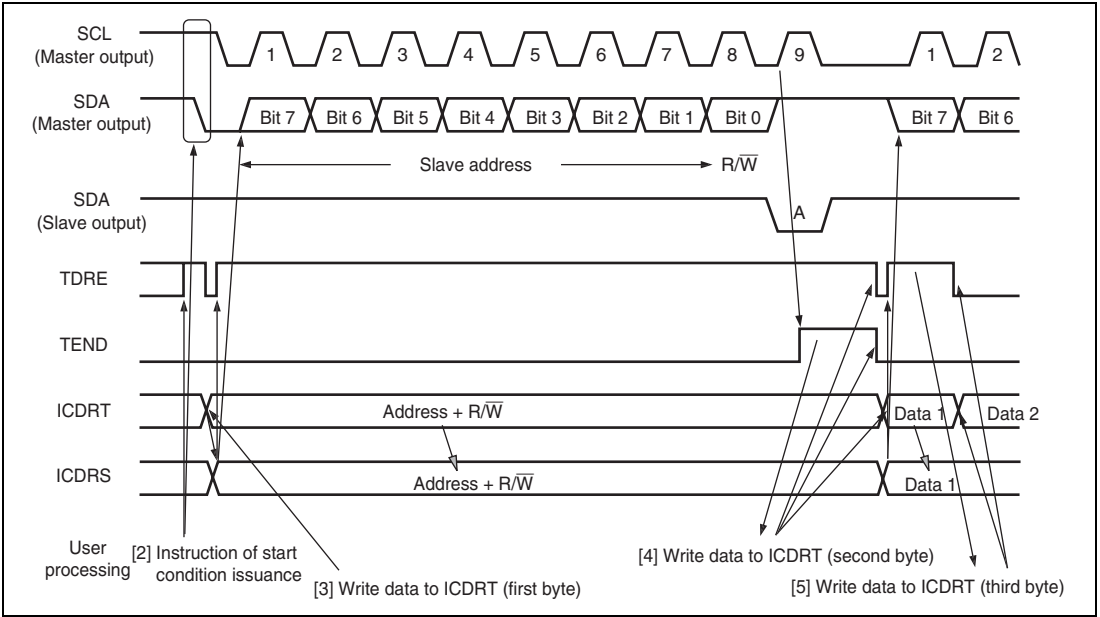 SCL
(Master output)
1 2 3 4 5 6 7 8 9 1 2
SDA
(Master output)
Bit 7 Bit 6 Bit 5 Bit 4 Bit 3 Bit 2 Bit 1 Bit 0 Bit 7 Bit 6
Slave address R/W̅
SDA
(Slave output)
A
TDRE
TEND
ICDRT
Address + R/W̅ Data 1 Data 2
ICDRS
Address + R/W̅ Data 1
User
processing
[2] Instruction of start
condition issuance
[3] Write data to ICDRT (first byte)
[4] Write data to ICDRT (second byte)
[5] Write data to ICDRT (third byte)